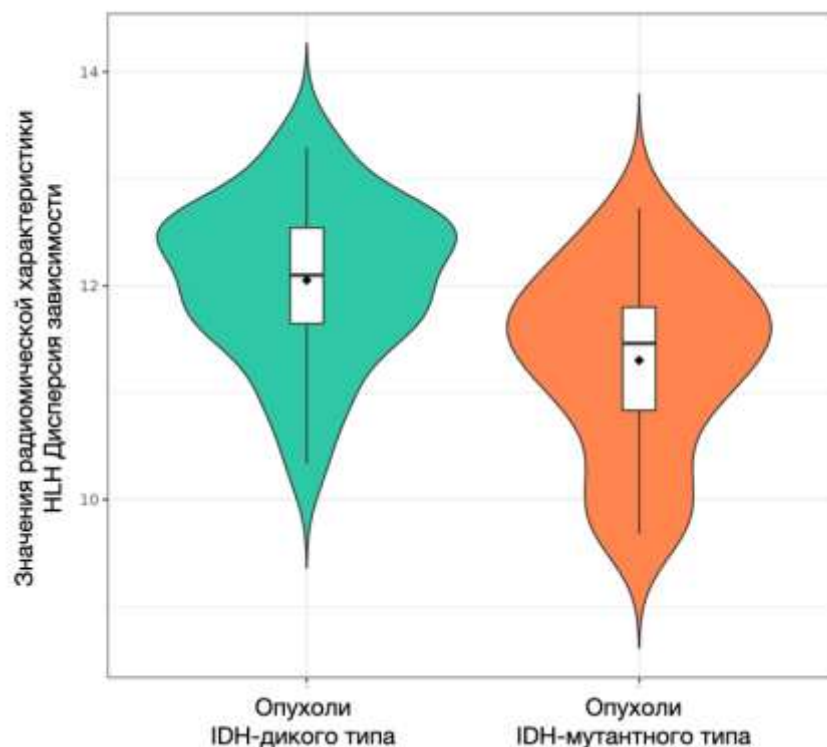 Значения радиомической характеристики
HLH Дисперсия зависимости
14
12
10
Опухоли
IDH-дикого типа
Опухоли
IDH-мутантного типа